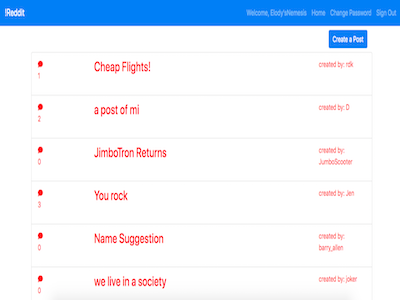 !Reddit
Welcome, Elody'sNemesis Home Change Password Sign Out
Create a Post
Cheap Flights!
created by: rdk
1
a post of mi
created by: D
2
JimboTron Returns
created by:
JumboScooter
0
You rock
created by: Jen
3
Name Suggestion
created by:
barry_allen
0
we live in a society
created by: joker
0